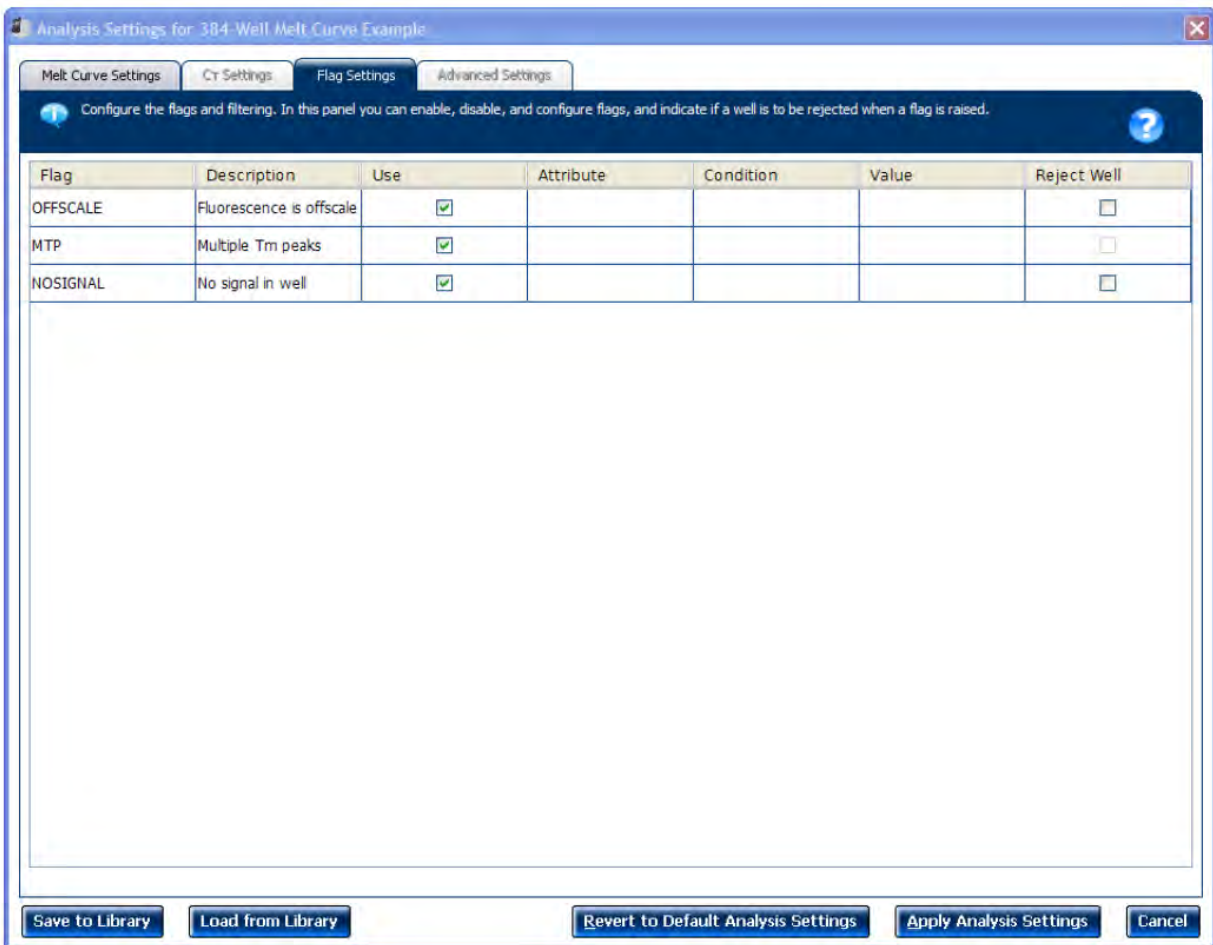 Analysis Settings for 384-Well Melt Curve Example
Melt Curve Settings CT Settings Flag Settings Advanced Settings
Configure the flags and filtering. In this panel you can enable, disable, and configure flags, and indicate if a well is to be rejected when a flag is raised.
?
Flag Description Use Attribute Condition Value Reject Well
OFFSCALE Fluorescence is offscale
MTP Multiple Tm peaks
NOSIGNAL No signal in well
Save to Library Load from Library Revert to Default Analysis Settings Apply Analysis Settings Cancel